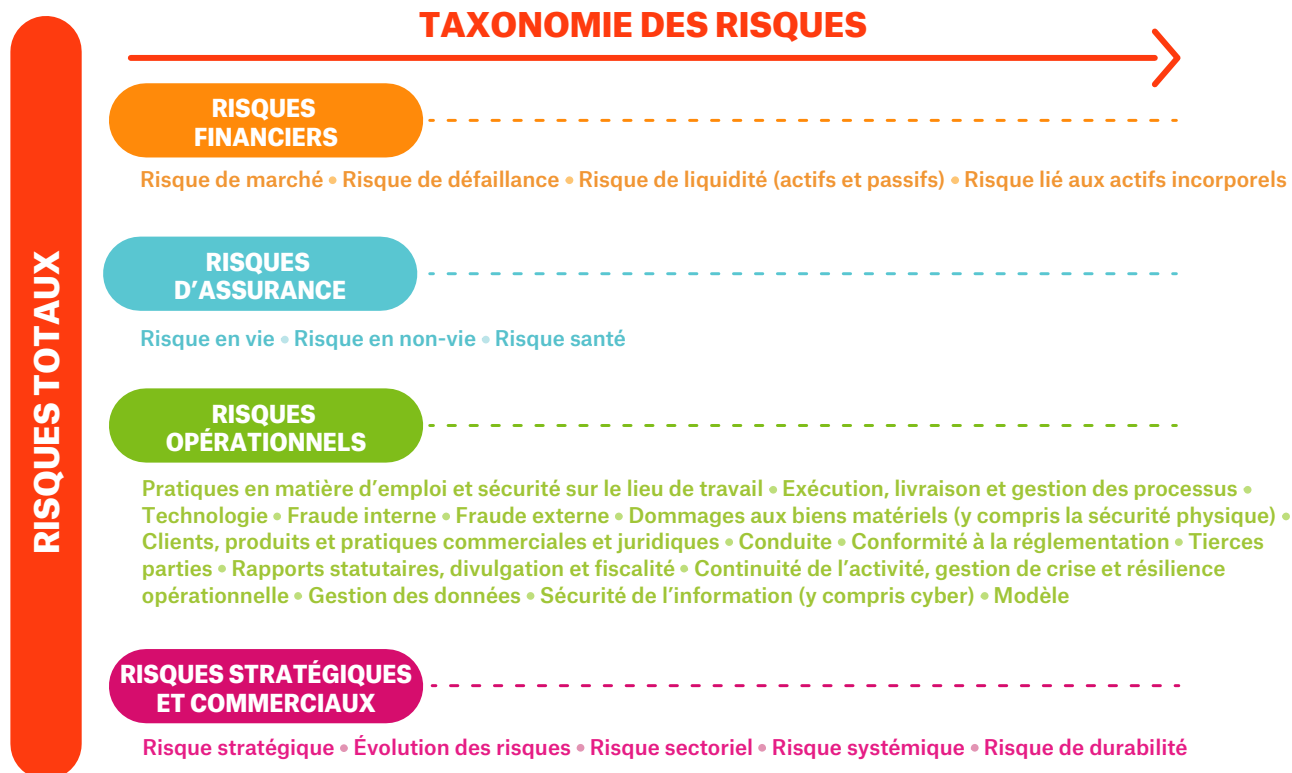 TAXONOMIE DES RISQUES
RISQUES TOTAUX
RISQUES
FINANCIERS
Risque de marché • Risque de défaillance • Risque de liquidité (actifs et passifs) • Risque lié aux actifs incorporels
RISQUES
D’ASSURANCE
Risque en vie • Risque en non-vie • Risque santé
RISQUES
OPÉRATIONNELS
Pratiques en matière d’emploi et sécurité sur le lieu de travail • Exécution, livraison et gestion des processus •
Technologie • Fraude interne • Fraude externe • Dommages aux biens matériels (y compris la sécurité physique) •
Clients, produits et pratiques commerciales et juridiques • Conduite • Conformité à la réglementation • Tierces
parties • Rapports statutaires, divulgation et fiscalité • Continuité de l’activité, gestion de crise et résilience
opérationnelle • Gestion des données • Sécurité de l’information (y compris cyber) • Modèle
RISQUES STRATÉGIQUES
ET COMMERCIAUX
Risque stratégique • Évolution des risques • Risque sectoriel • Risque systémique • Risque de durabilité